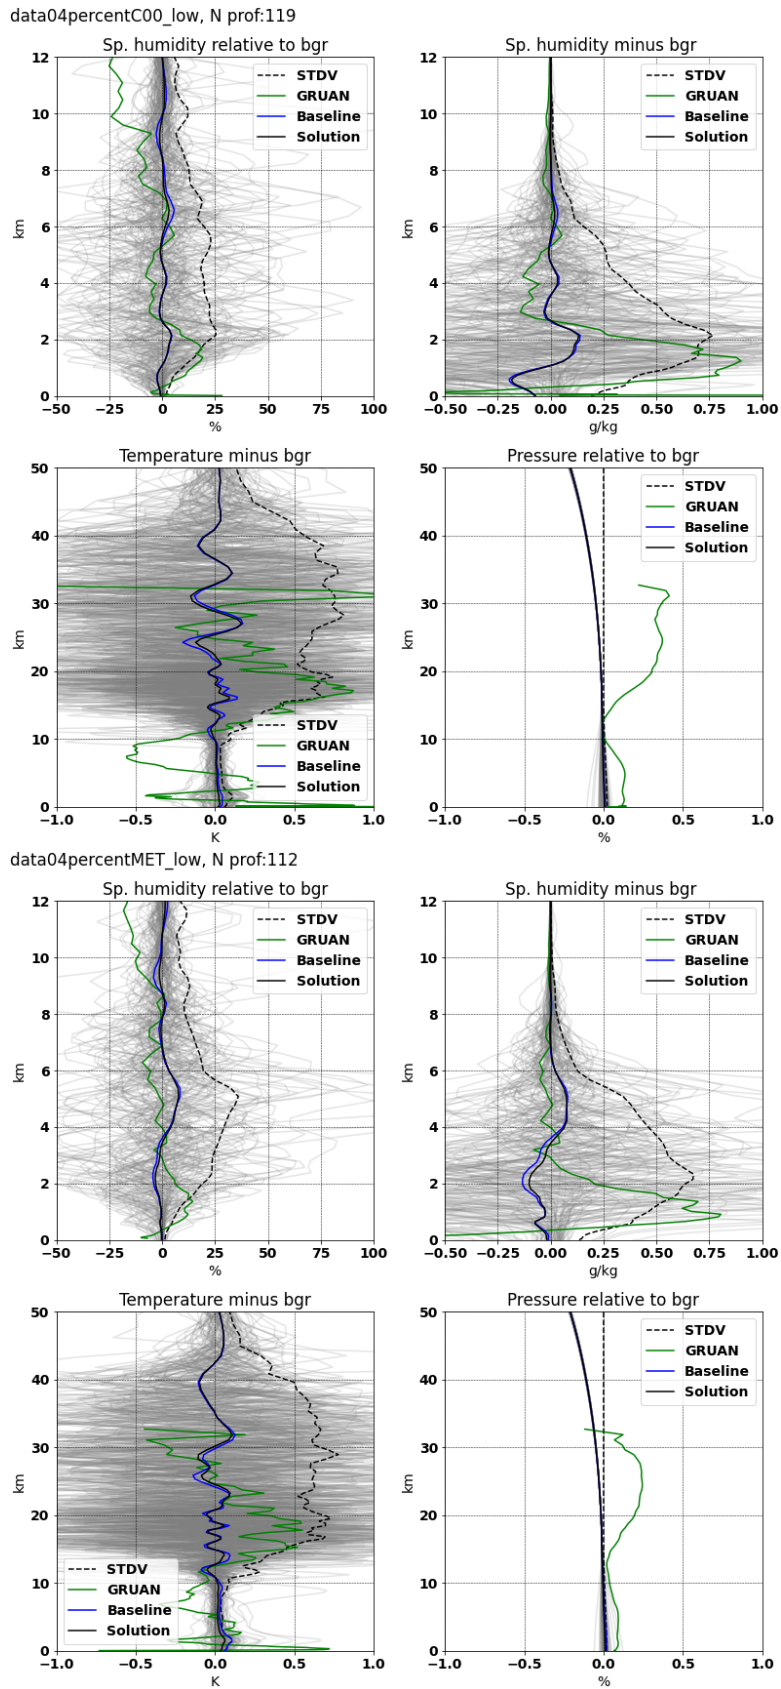 data04percentC00_low, N prof:119
Sp. humidity relative to bgr
Sp. humidity minus bgr
12
10
8
6
4
2
0
km
STDV
GRUAN
Baseline
Solution
−50 −25 0 25 50 75 100
%
12
10
8
6
4
2
0
km
STDV
GRUAN
Baseline
Solution
−0.50 −0.25 0.00 0.25 0.50 0.75 1.00
g/kg
Temperature minus bgr
Pressure relative to bgr
50
40
30
20
10
0
km
STDV
GRUAN
Baseline
Solution
−1.0 −0.5 0.0 0.5 1.0
K
50
40
30
20
10
0
km
STDV
GRUAN
Baseline
Solution
−1.0 −0.5 0.0 0.5 1.0
%
data04percentMET_low, N prof:112
Sp. humidity relative to bgr
Sp. humidity minus bgr
12
10
8
6
4
2
0
km
STDV
GRUAN
Baseline
Solution
−50 −25 0 25 50 75 100
%
12
10
8
6
4
2
0
km
STDV
GRUAN
Baseline
Solution
−0.50 −0.25 0.00 0.25 0.50 0.75 1.00
g/kg
Temperature minus bgr
Pressure relative to bgr
50
40
30
20
10
0
km
STDV
GRUAN
Baseline
Solution
−1.0 −0.5 0.0 0.5 1.0
K
50
40
30
20
10
0
km
STDV
GRUAN
Baseline
Solution
−1.0 −0.5 0.0 0.5 1.0
%